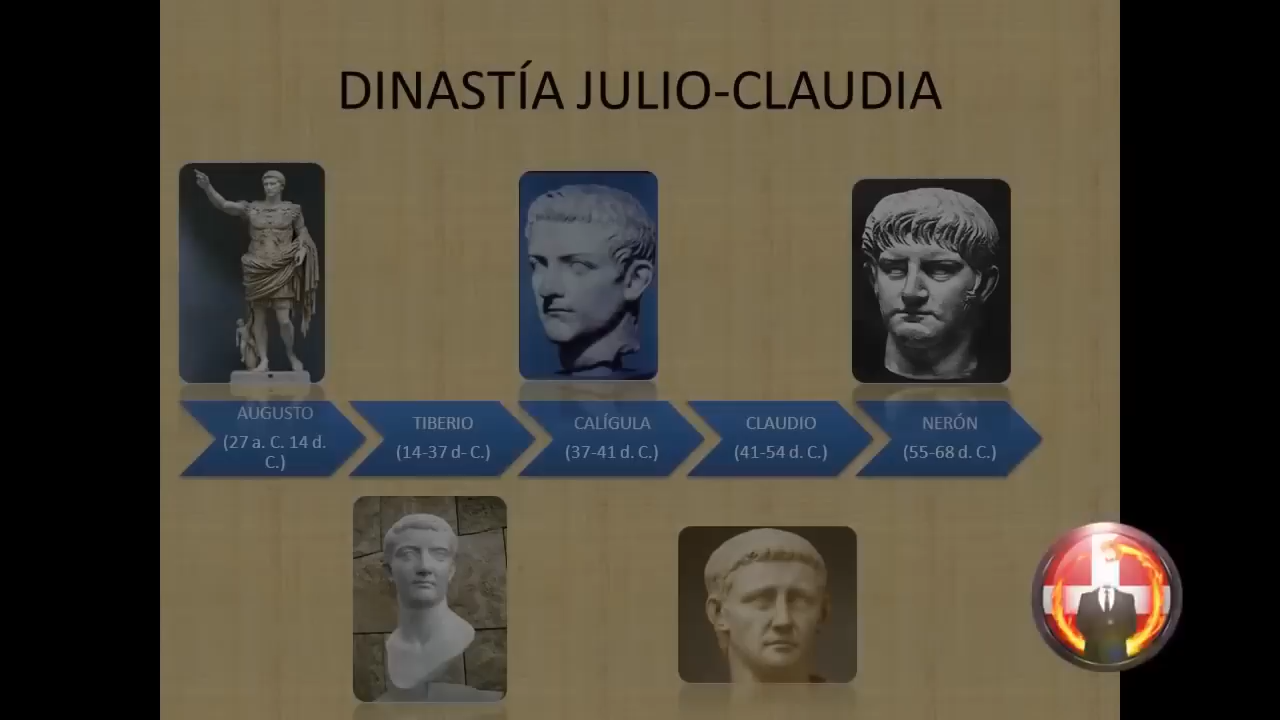 DINASTÍA JULIO-CLAUDIA
AUGUSTO
(27 a. C. 14 d.
C.)
TIBERIO
(14-37 d- C.)
CALÍGULA
(37-41 d. C.)
CLAUDIO
(41-54 d. C.)
NERÓN
(55-68 d. C.)